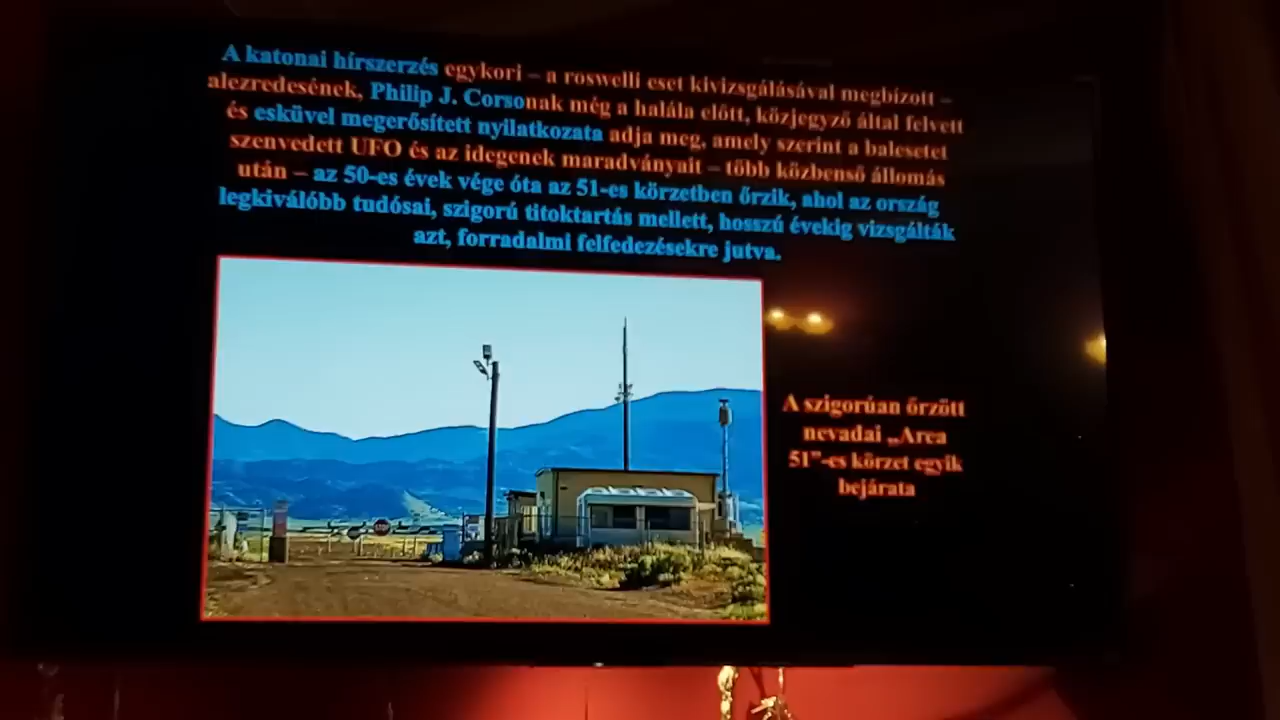 A katonai hírszerzés egykori – a roswelli eset kivizsgálásával megbízott –
alezredesének, Philip J. Corsonak még a halála előtt, közjegyző által felvett
és esküvel megerősített nyilatkozata adja meg, amely szerint a balesetet
szenvedett UFO és az idegenek maradványait – több közbenső állomás
után – az 50-es évek vége óta az 51-es körzetben őrzik, ahol az ország
legkiválóbb tudósai, szigorú titoktartás mellett, hosszú évekig vizsgálták
azt, forradalmi felfedezésekre jutva.
A szigorúan őrzött
nevadai „Area
51”-es körzet egyik
bejárata
STOP